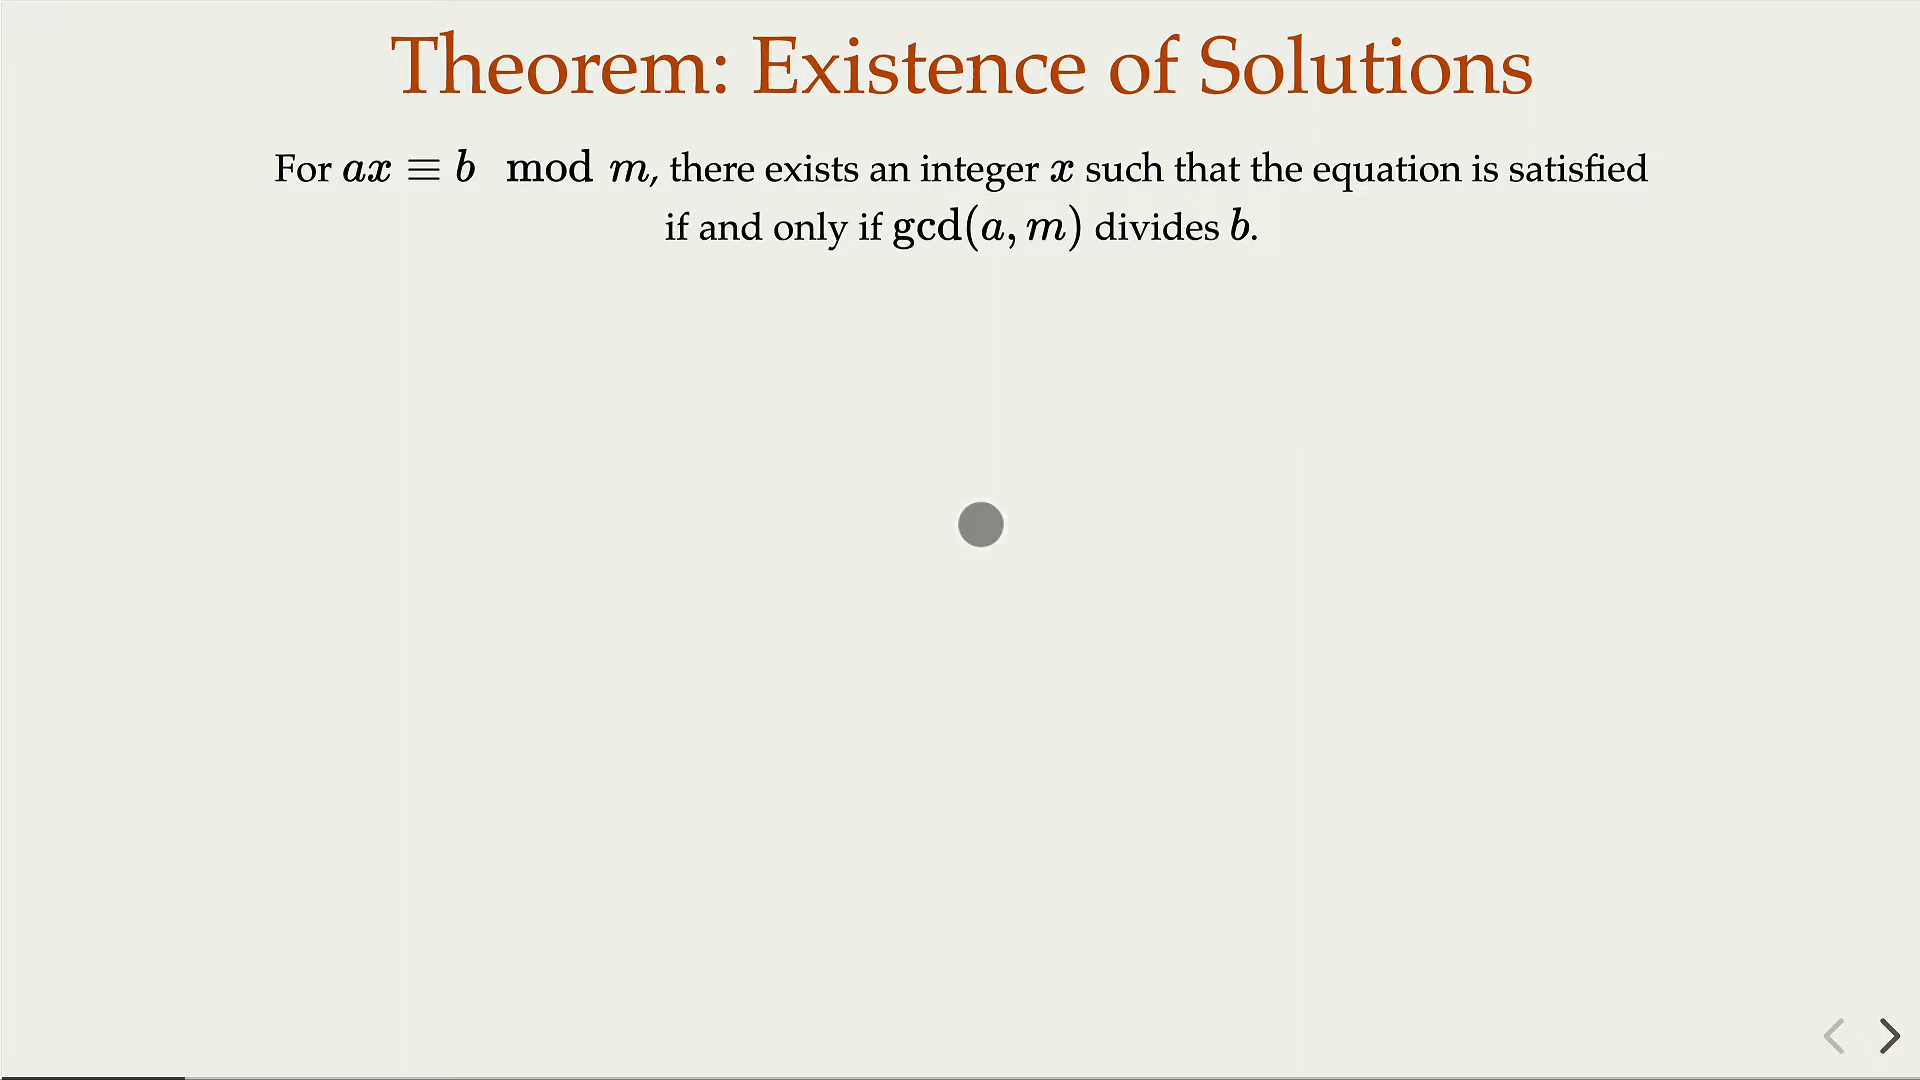 Theorem: Existence of Solutions
For ax ≡ b mod m, there exists an integer x such that the equation is satisfied
if and only if gcd(a, m) divides b.